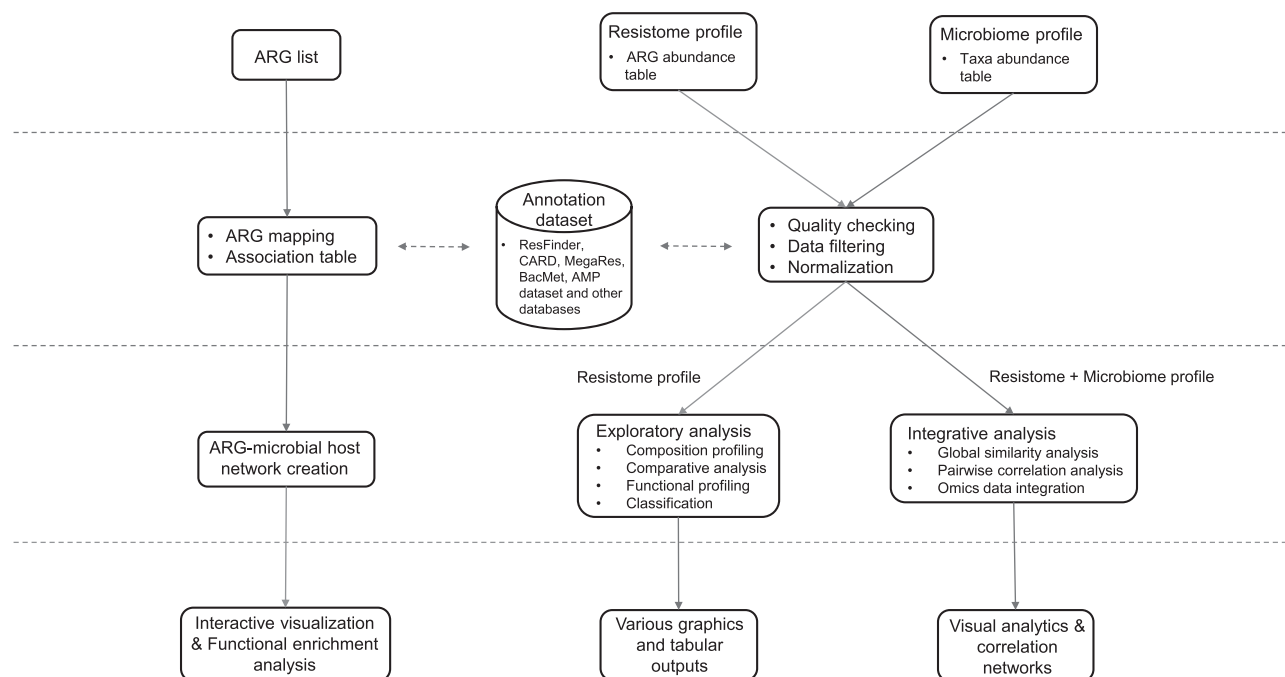 ARG list
Resistome profile
• ARG abundance
table
Microbiome profile
• Taxa abundance
table
• ARG mapping
• Association table
Annotation
dataset
• ResFinder,
CARD, MegaRes,
BacMet, AMP
dataset and other
databases
• Quality checking
• Data filtering
• Normalization
Resistome profile
Resistome + Microbiome profile
ARG-microbial host
network creation
Exploratory analysis
• Composition profiling
• Comparative analysis
• Functional profiling
• Classification
Integrative analysis
• Global similarity analysis
• Pairwise correlation analysis
• Omics data integration
Interactive visualization
& Functional enrichment
analysis
Various graphics
and tabular
outputs
Visual analytics &
correlation
networks